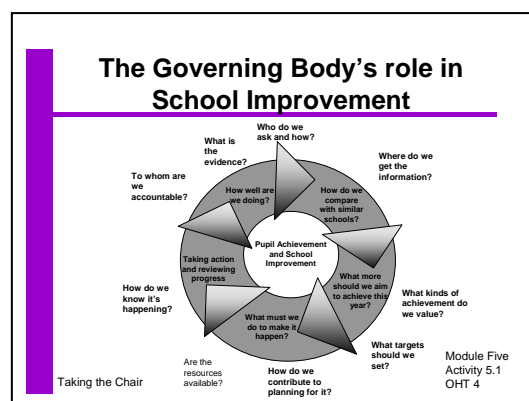 The Governing Body's role in
School Improvement
Who do we
ask and how?
What is
the
evidence?
Where do we
get the
information?
To whom are
we
accountable?
How well are
we doing?
How do we
compare
with similar
schools?
Pupil Achievement
and School
Improvement
Taking action
and reviewing
progress
What more
should we aim
to achieve this
year?
How do we
know it's
happening?
What kinds of
achievement do
we value?
What must we
do to make it
happen?
What targets
should we
set?
Are the
resources
available?
How do we
contribute to
planning for it?
Taking the Chair
Module Five
Activity 5.1
OHT 4